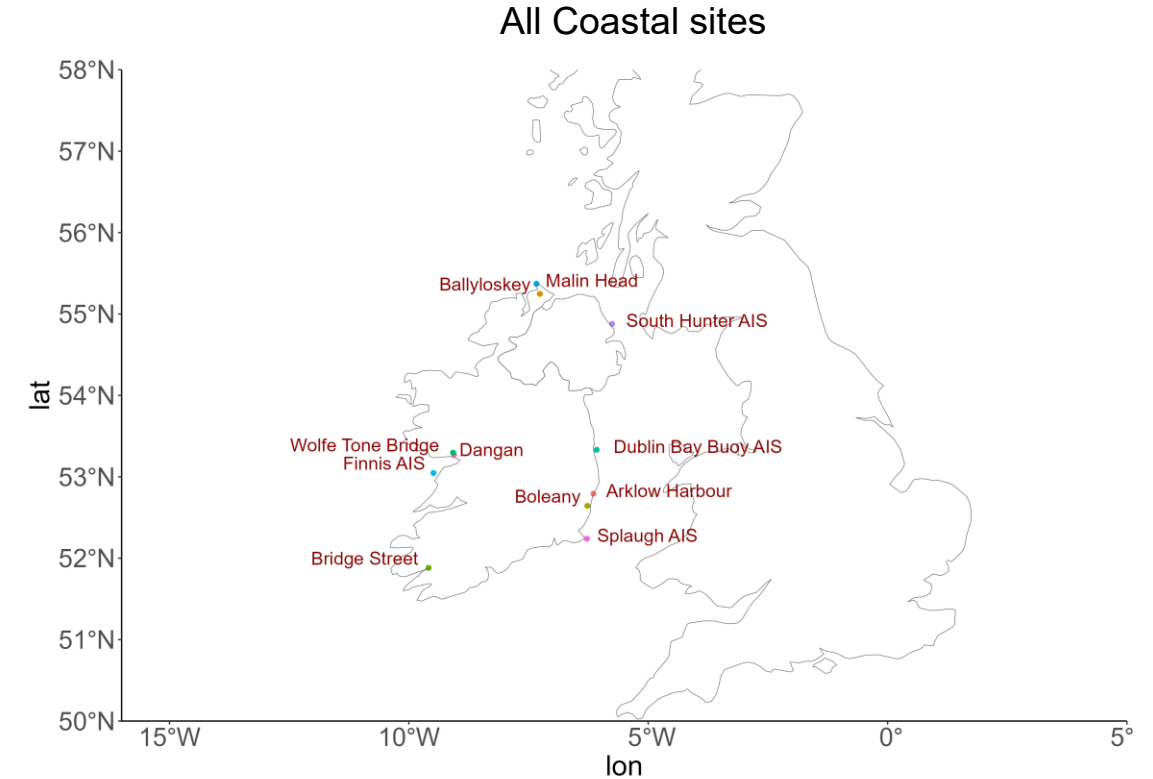 All Coastal sites
58°N
57°N
56°N
55°N
54°N
53°N
52°N
51°N
50°N
lat
Ballyloskey
Malin Head
South Hunter AIS
Wolfe Tone Bridge
Dangan
Dublin Bay Buoy AIS
Finnis AIS
Boleany
Arklow Harbour
Splaugh AIS
Bridge Street
15°W
10°W
5°W
0°
5°
lon